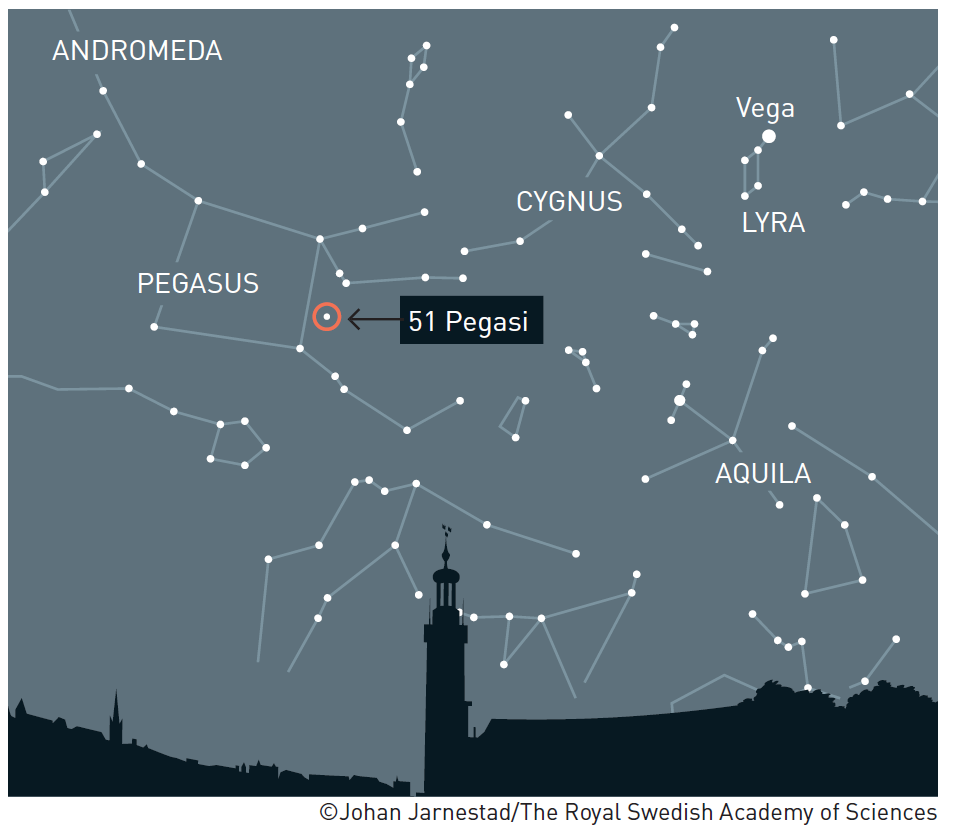 ANDROMEDA
Vega
CYGNUS
LYRA
PEGASUS
51 Pegasi
AQUILA
©Johan Jarnestad/The Royal Swedish Academy of Sciences